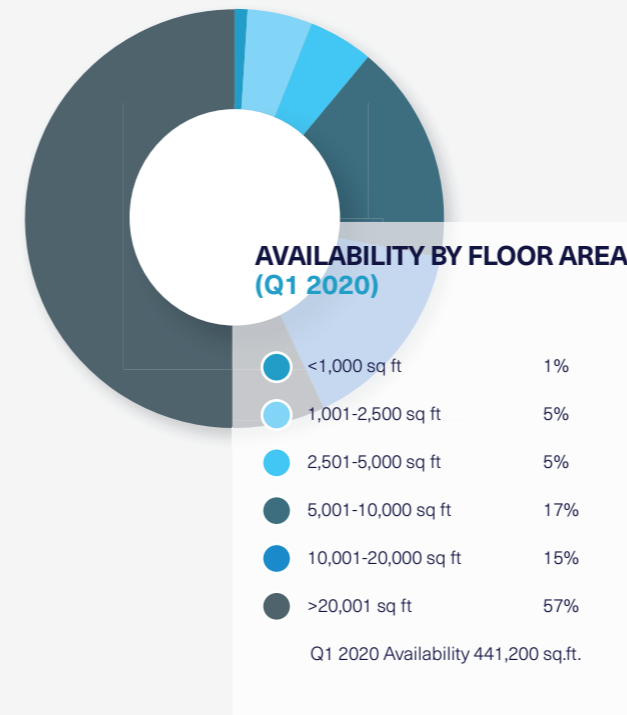 AVAILABILITY BY FLOOR AREA
(Q1 2020)
<1,000 sq ft 1%
1,001-2,500 sq ft 5%
2,501-5,000 sq ft 5%
5,001-10,000 sq ft 17%
10,001-20,000 sq ft 15%
>20,001 sq ft 57%
Q1 2020 Availability 441,200 sq.ft.